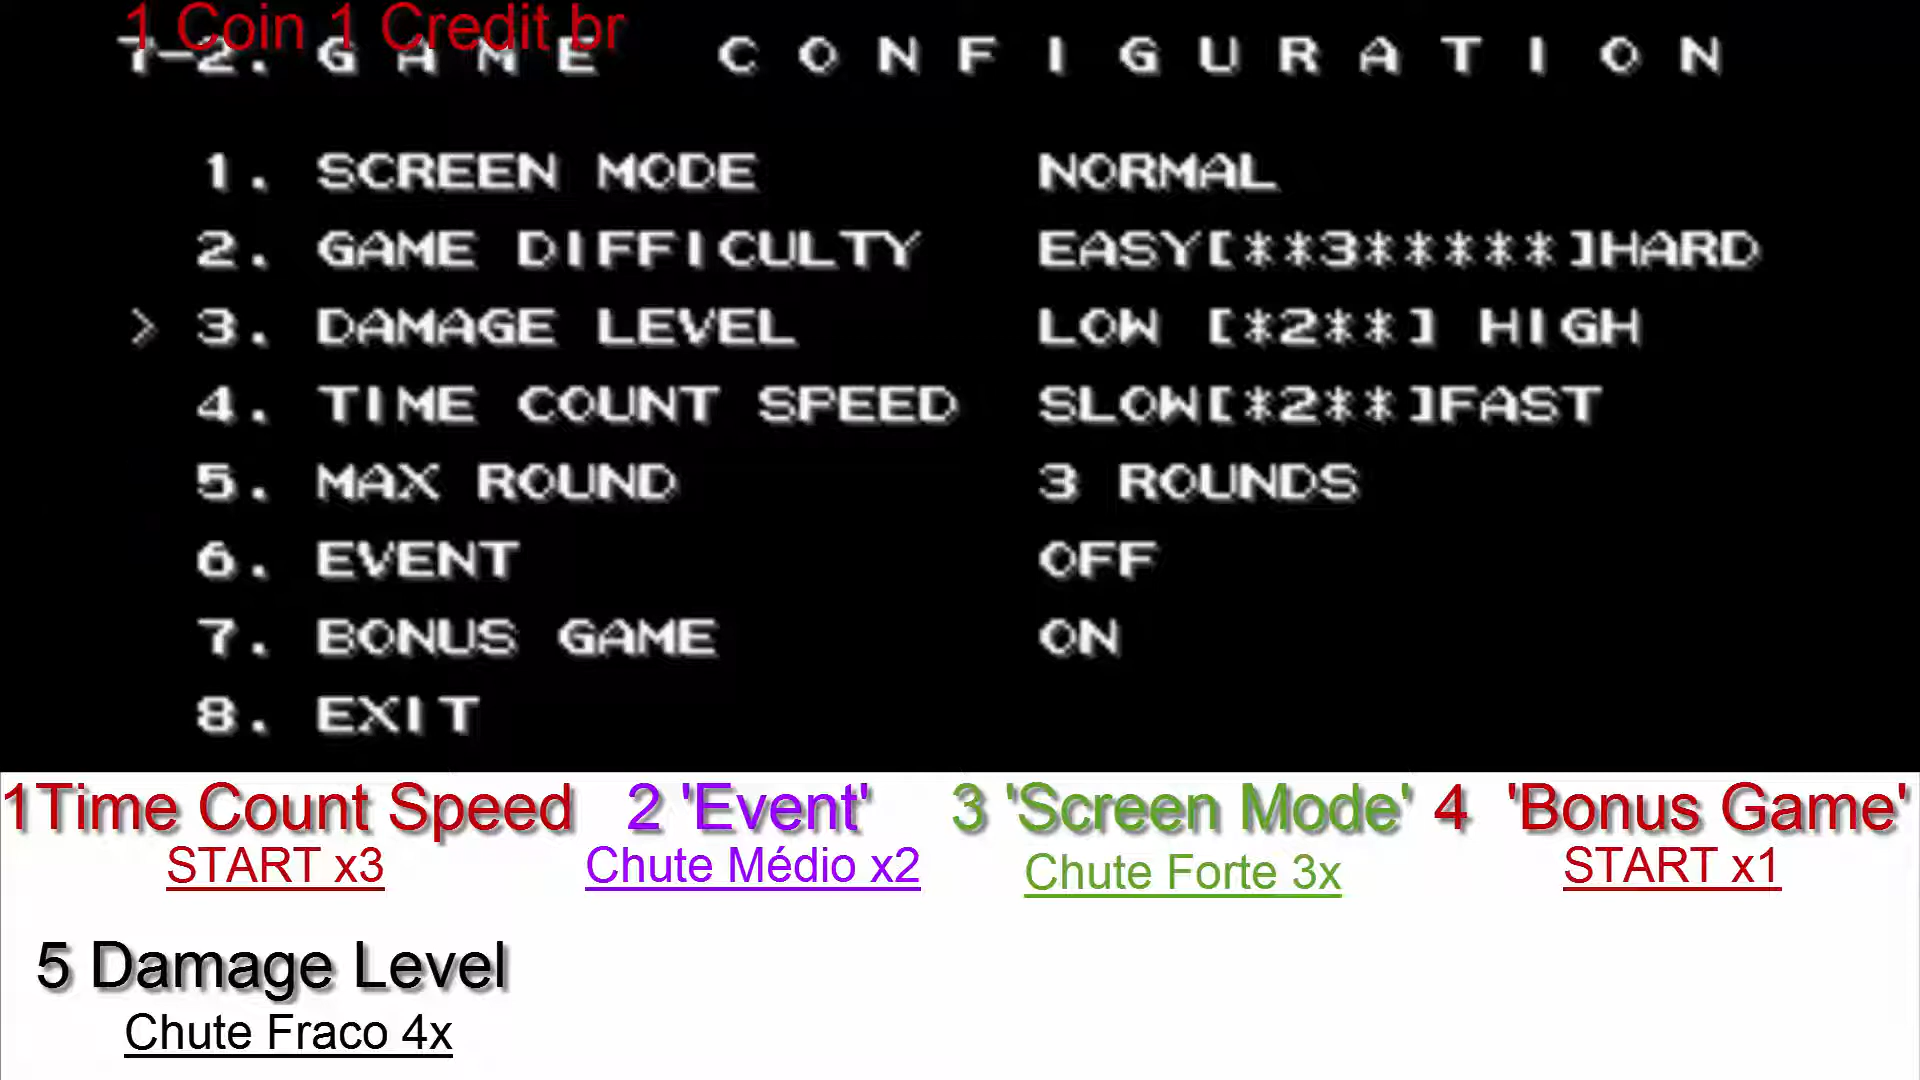 1 Coin 1 Credit br
7-2. GAME CONFIGURATION
1. SCREEN MODE NORMAL
2. GAME DIFFICULTY EASY[**3*****]HARD
> 3. DAMAGE LEVEL LOW [*2**] HIGH
4. TIME COUNT SPEED SLOW[*2**]FAST
5. MAX ROUND 3 ROUNDS
6. EVENT OFF
7. BONUS GAME ON
8. EXIT
1Time Count Speed 2 'Event' 3 'Screen Mode' 4 'Bonus Game'
START x3 Chute Médio x2 Chute Forte 3x START x1
5 Damage Level
Chute Fraco 4x